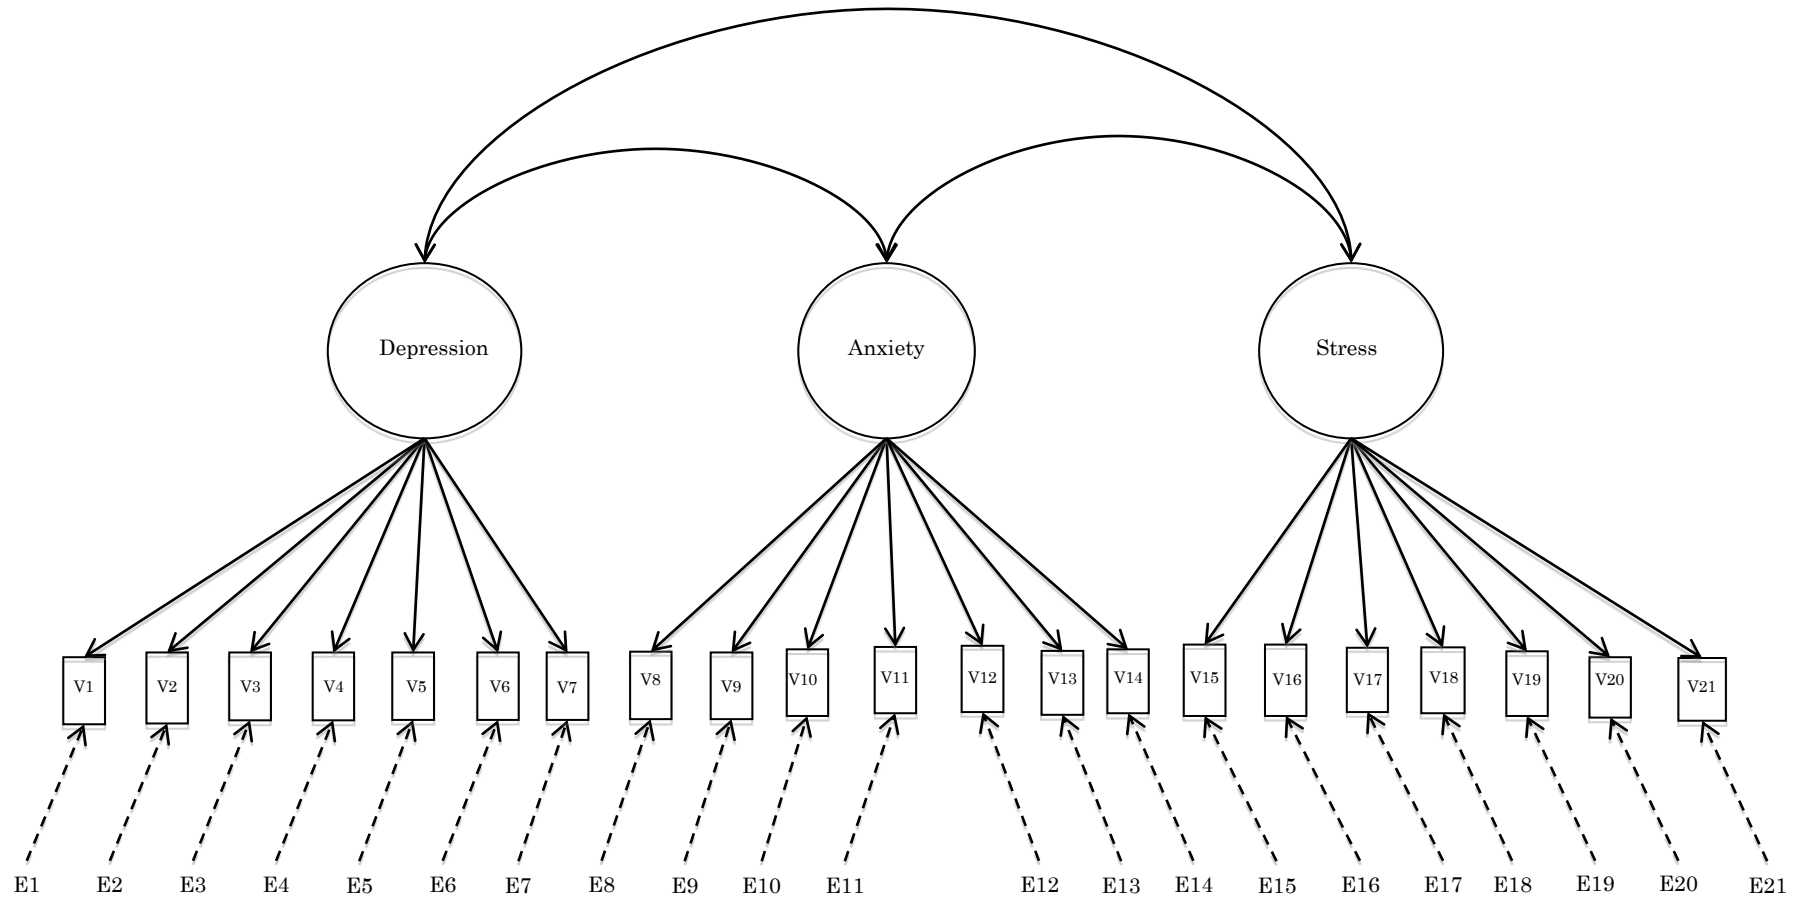 Depression Anxiety Stress
V1 V2 V3 V4 V5 V6 V7 V8 V9 V10 V11 V12 V13 V14 V15 V16 V17 V18 V19 V20 V21
E1 E2 E3 E4 E5 E6 E7 E8 E9 E10 E11 E12 E13 E14 E15 E16 E17 E18 E19 E20 E21